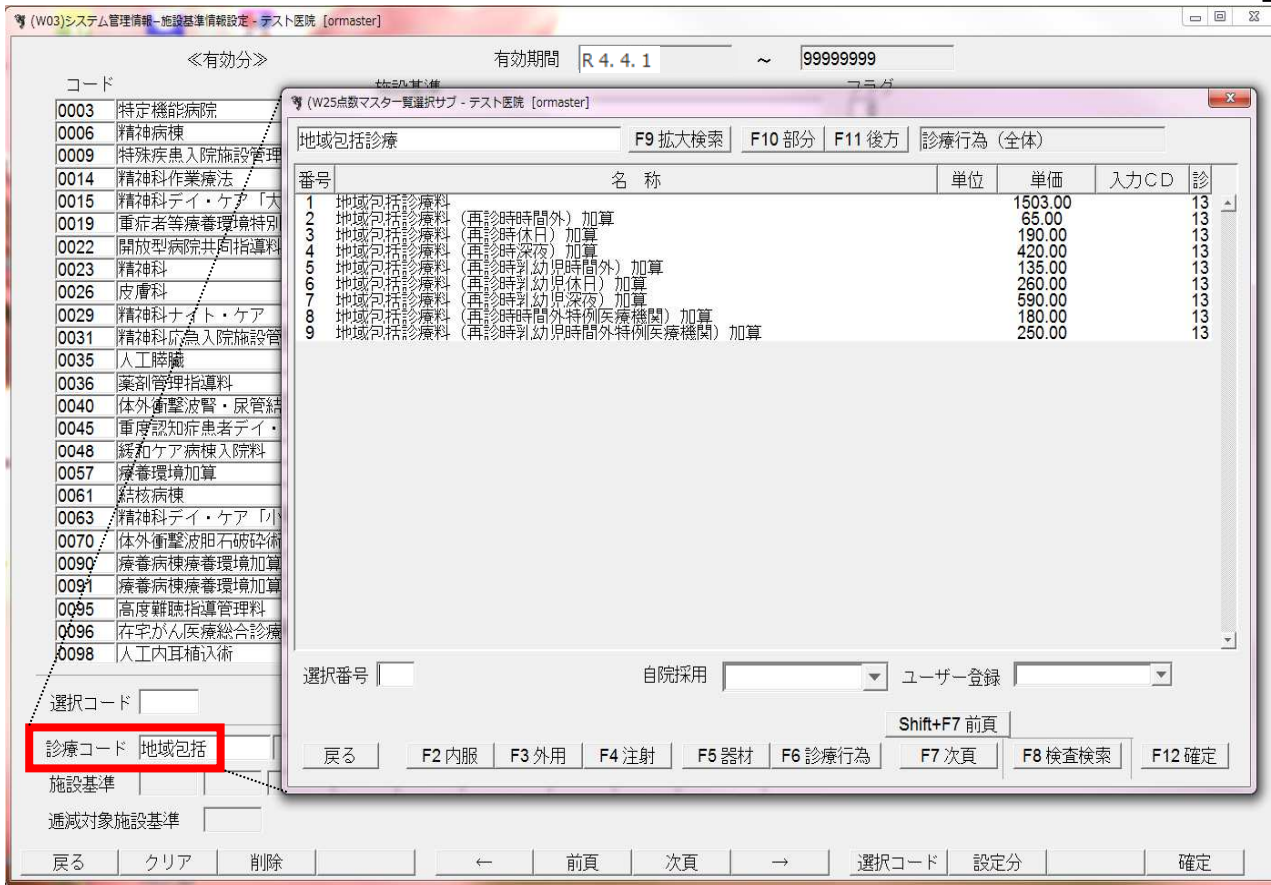 (W03)システム管理情報-施設基準情報設定 - テスト医院 [ormaster]
≪有効分≫ 有効期間 R 4. 4. 1 ～ 99999999
コード 施設基準 フラグ
0003 特定機能病院
0006 精神病棟
0009 特殊疾患入院施設管理
0014 精神科作業療法
0015 精神科デイ・ケア「大
0019 重症者等療養環境特別
0022 開放型病院共同指導料
0023 精神科
0026 皮膚科
0029 精神科ナイト・ケア
0031 精神科応急入院施設管
0035 人工膵臓
0036 薬剤管理指導料
0040 体外衝撃波腎・尿管結
0045 重度認知症患者デイ・
0048 緩和ケア病棟入院料
0057 療養環境加算
0061 結核病棟
0063 精神科デイ・ケア「小
0070 体外衝撃波胆石破砕術
0090 療養病棟療養環境加算
0091 療養病棟療養環境加算
0095 高度難聴指導管理料
0096 在宅がん医療総合診療
0098 人工内耳植込術
選択コード
診療コード 地域包括
施設基準
逓減対象施設基準
戻る クリア 削除 ← 前頁 次頁 → 選択コード 設定分 確定
(W25点数マスタ一覧選択サブ - テスト医院 [ormaster]
地域包括診療 F9 拡大検索 F10 部分 F11 後方 診療行為（全体）
番号 名 称 単位 単価 入力CD 診
1 地域包括診療料 1503.00 13
2 地域包括診療料（再診時時間外）加算 65.00 13
3 地域包括診療料（再診時休日）加算 190.00 13
4 地域包括診療料（再診時深夜）加算 420.00 13
5 地域包括診療料（再診時乳幼児時間外）加算 135.00 13
6 地域包括診療料（再診時乳幼児休日）加算 260.00 13
7 地域包括診療料（再診時乳幼児深夜）加算 590.00 13
8 地域包括診療料（再診時時間外特例医療機関）加算 180.00 13
9 地域包括診療料（再診時乳幼児時間外特例医療機関）加算 250.00 13
選択番号 自院採用 ユーザー登録
Shift+F7 前頁
戻る F2 内服 F3 外用 F4 注射 F5 器材 F6 診療行為 F7 次頁 F8 検査検索 F12 確定